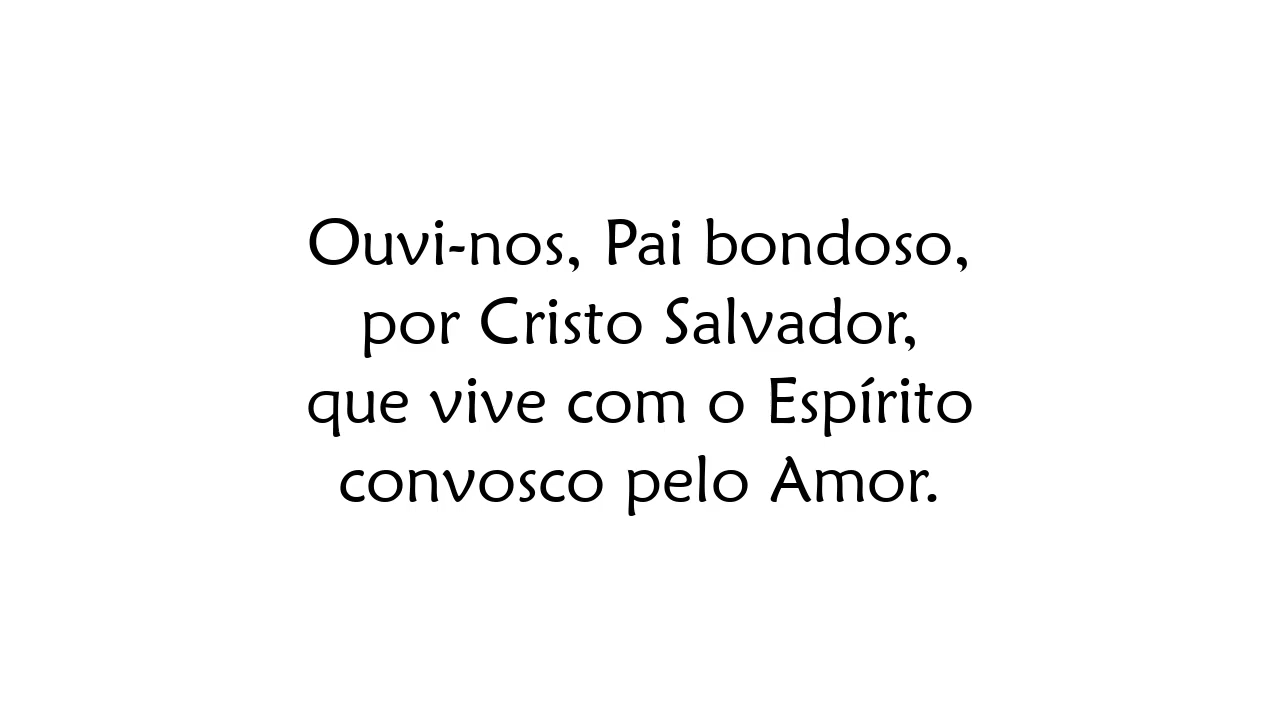 Ouvi-nos, Pai bondoso,
por Cristo Salvador,
que vive com o Espírito
convosco pelo Amor.